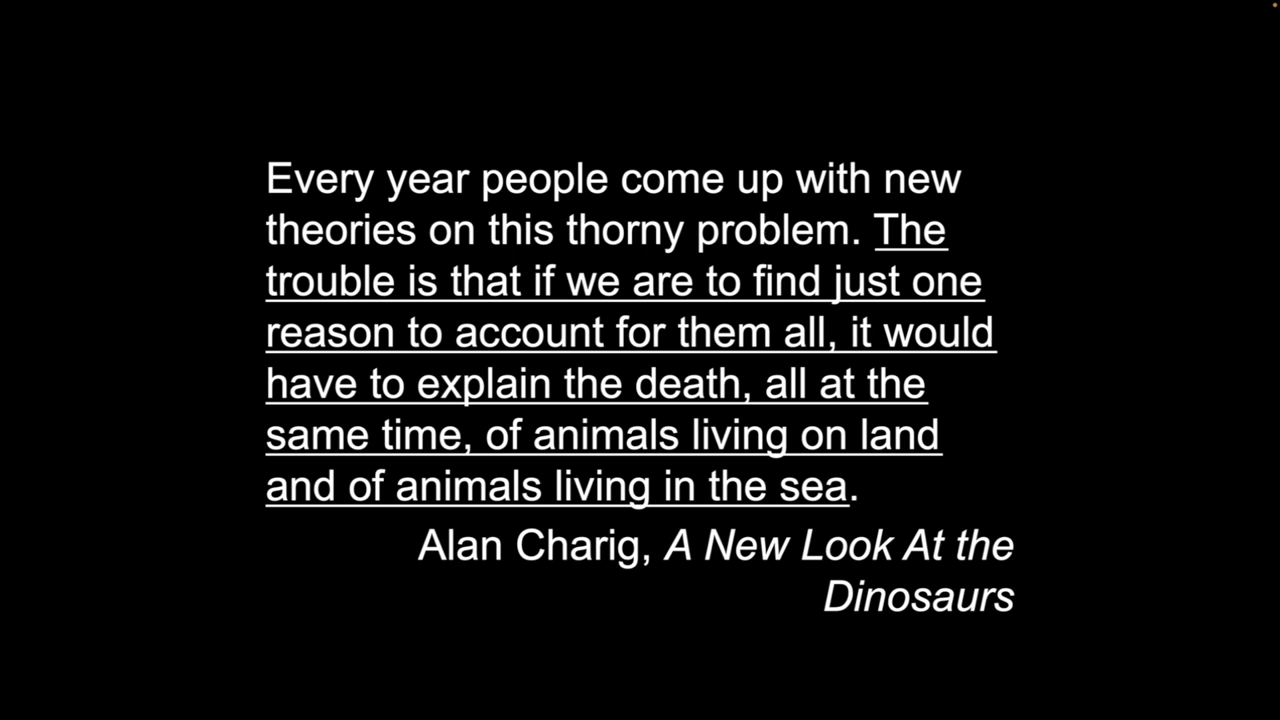 Every year people come up with new
theories on this thorny problem. The
trouble is that if we are to find just one
reason to account for them all, it would
have to explain the death, all at the
same time, of animals living on land
and of animals living in the sea.
Alan Charig, A New Look At the
Dinosaurs